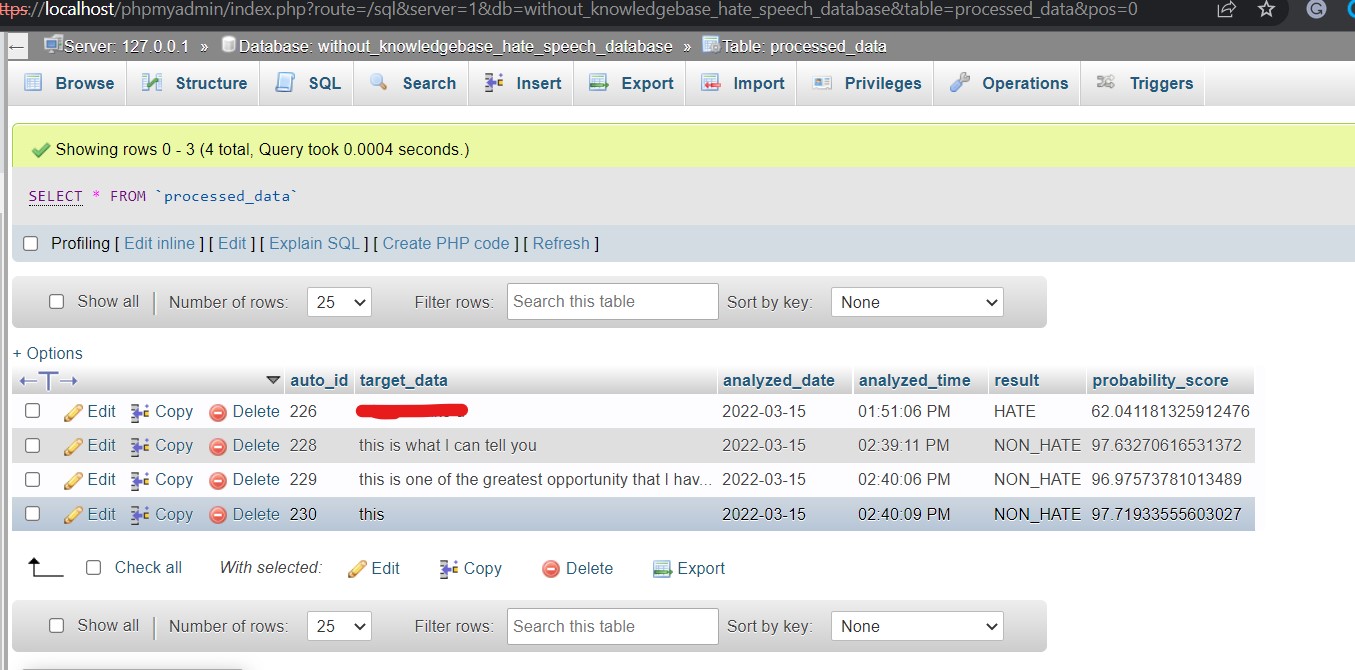 ttps://localhost/phpmyadmin/index.php?route=/sql&server=1&db=without_knowledgebase_hate_speech_database&table=processed_data&pos=0
Server: 127.0.0.1 » Database: without_knowledgebase_hate_speech_database » Table: processed_data
Browse Structure SQL Search Insert Export Import Privileges Operations Triggers
Showing rows 0 - 3 (4 total, Query took 0.0004 seconds.)
SELECT * FROM `processed_data`
Profiling [ Edit inline ] [ Edit ] [ Explain SQL ] [ Create PHP code ] [ Refresh ]
Show all Number of rows: 25 Filter rows: Search this table Sort by key: None
+ Options
←T→ auto_id target_data analyzed_date analyzed_time result probability_score
Edit Copy Delete 226 2022-03-15 01:51:06 PM HATE 62.041181325912476
Edit Copy Delete 228 this is what I can tell you 2022-03-15 02:39:11 PM NON_HATE 97.63270616531372
Edit Copy Delete 229 this is one of the greatest opportunity that I hav... 2022-03-15 02:40:06 PM NON_HATE 96.97573781013489
Edit Copy Delete 230 this 2022-03-15 02:40:09 PM NON_HATE 97.71933555603027
Check all With selected: Edit Copy Delete Export
Show all Number of rows: 25 Filter rows: Search this table Sort by key: None